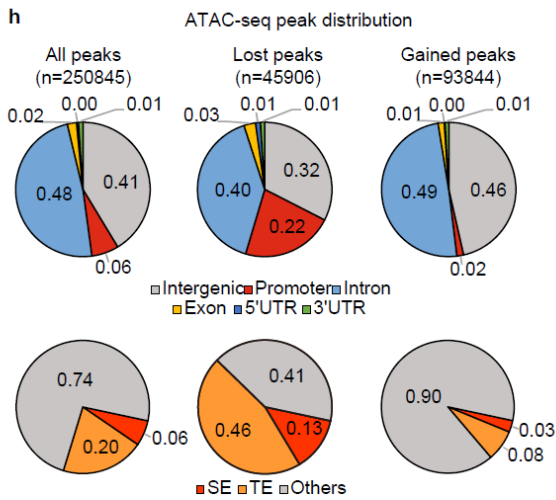 h
ATAC-seq peak distribution
All peaks Lost peaks Gained peaks
(n=250845) (n=45906) (n=93844)
0.02 0.00 0.01 0.03 0.01 0.01 0.01 0.00 0.01
0.48 0.41 0.40 0.32 0.49 0.46
0.06 0.22 0.02
Intergenic Promoter Intron
Exon 5'UTR 3'UTR
0.74 0.41 0.90
0.20 0.06 0.46 0.13 0.03
0.08
SE TE Others